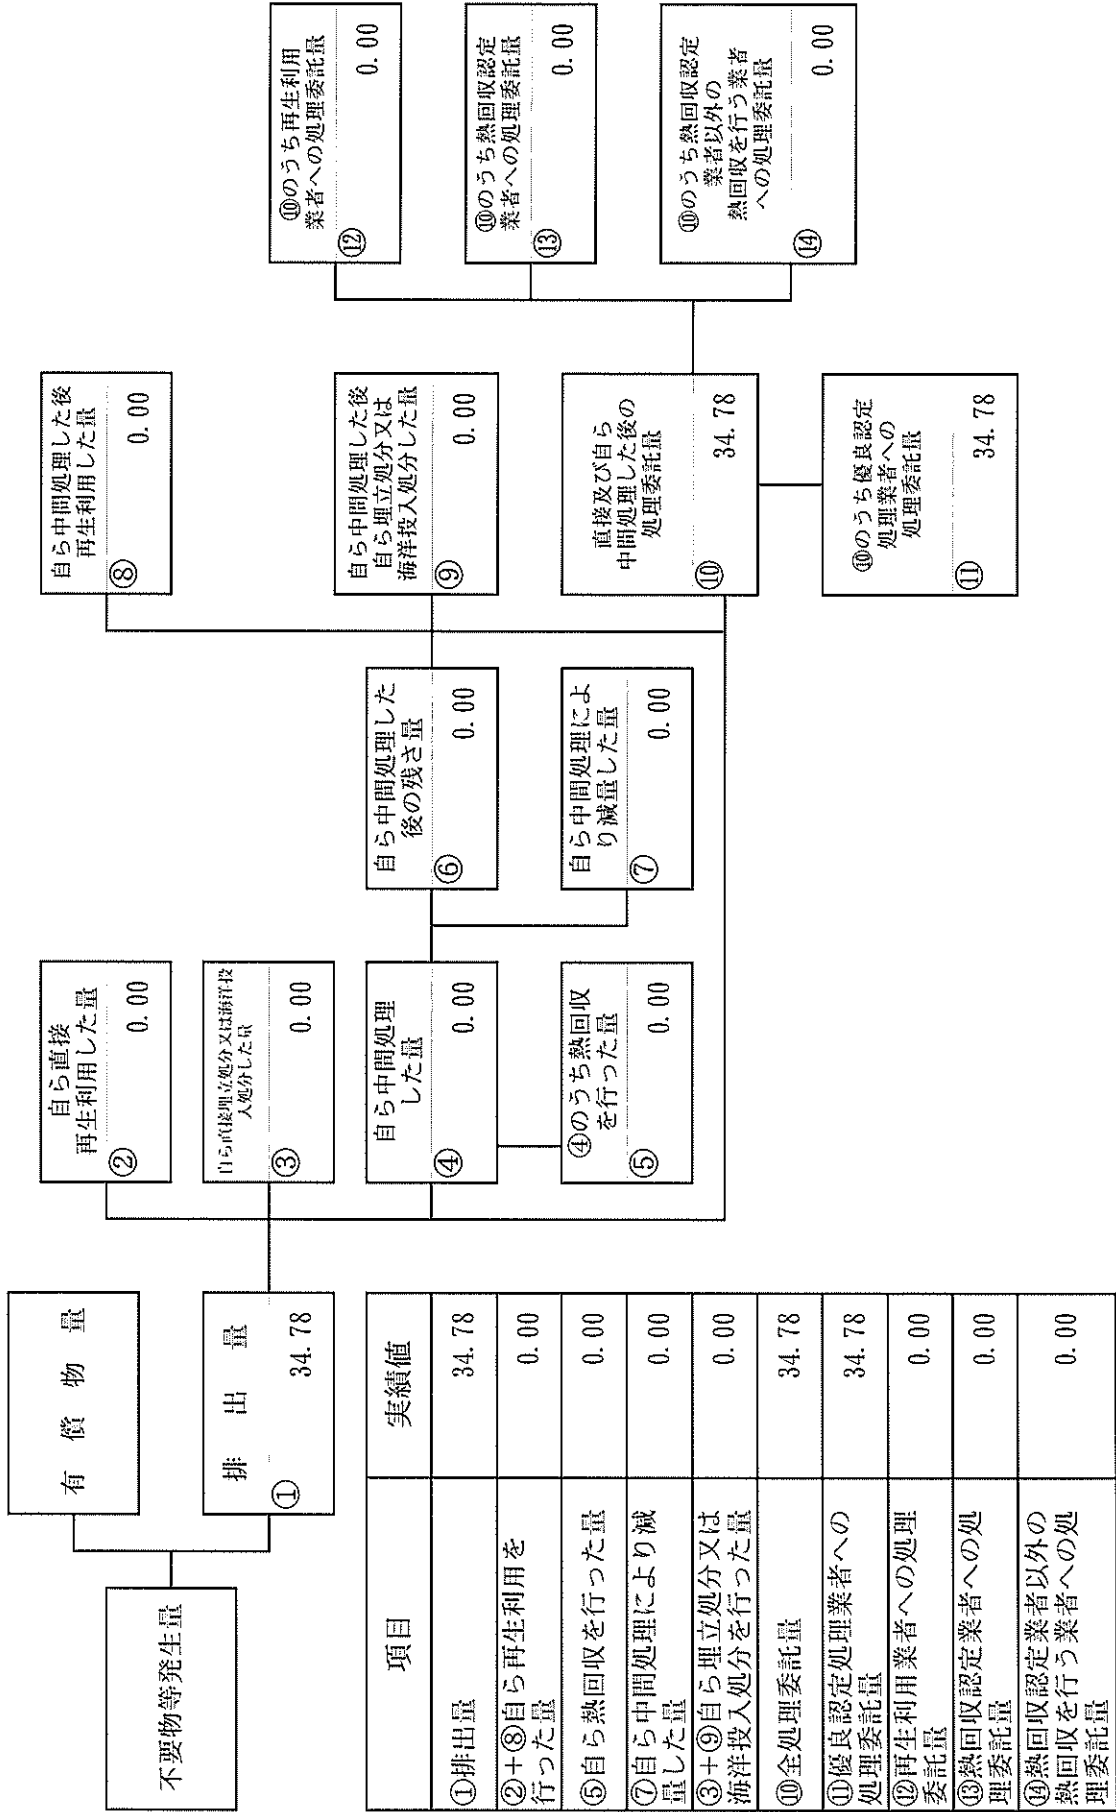 不要物等発生量
有償物量
排出量
①
34.78
自ら直接
再生利用した量
②
0.00
自ら直接埋立処分又は海洋投
入処分した量
③
0.00
自ら中間処理
した量
④
0.00
④のうち熱回収
を行った量
⑤
0.00
自ら中間処理した
後の残さ量
⑥
0.00
自ら中間処理によ
り減量した量
⑦
0.00
自ら中間処理した後
再生利用した量
⑧
0.00
自ら中間処理した後
自ら埋立処分又は
海洋投入処分した量
⑨
0.00
直接及び自ら
中間処理した後の
処理委託量
⑩
34.78
⑩のうち優良認定
処理業者への
処理委託量
⑪
34.78
⑩のうち再生利用
業者への処理委託量
⑫
0.00
⑩のうち熱回収認定
業者への処理委託量
⑬
0.00
⑩のうち熱回収認定
業者以外の
熱回収を行う業者
への処理委託量
⑭
0.00
項目 実績値
①排出量 34.78
②+⑧自ら再生利用を
行った量 0.00
⑤自ら熱回収を行った量 0.00
⑦自ら中間処理により減
量した量 0.00
③+⑨自ら埋立処分又は
海洋投入処分を行った量 0.00
⑩全処理委託量 34.78
⑪優良認定処理業者への
処理委託量 34.78
⑫再生利用業者への処理
委託量 0.00
⑬熱回収認定業者への処
理委託量 0.00
⑭熱回収認定業者以外の
熱回収を行う業者への処
理委託量 0.00